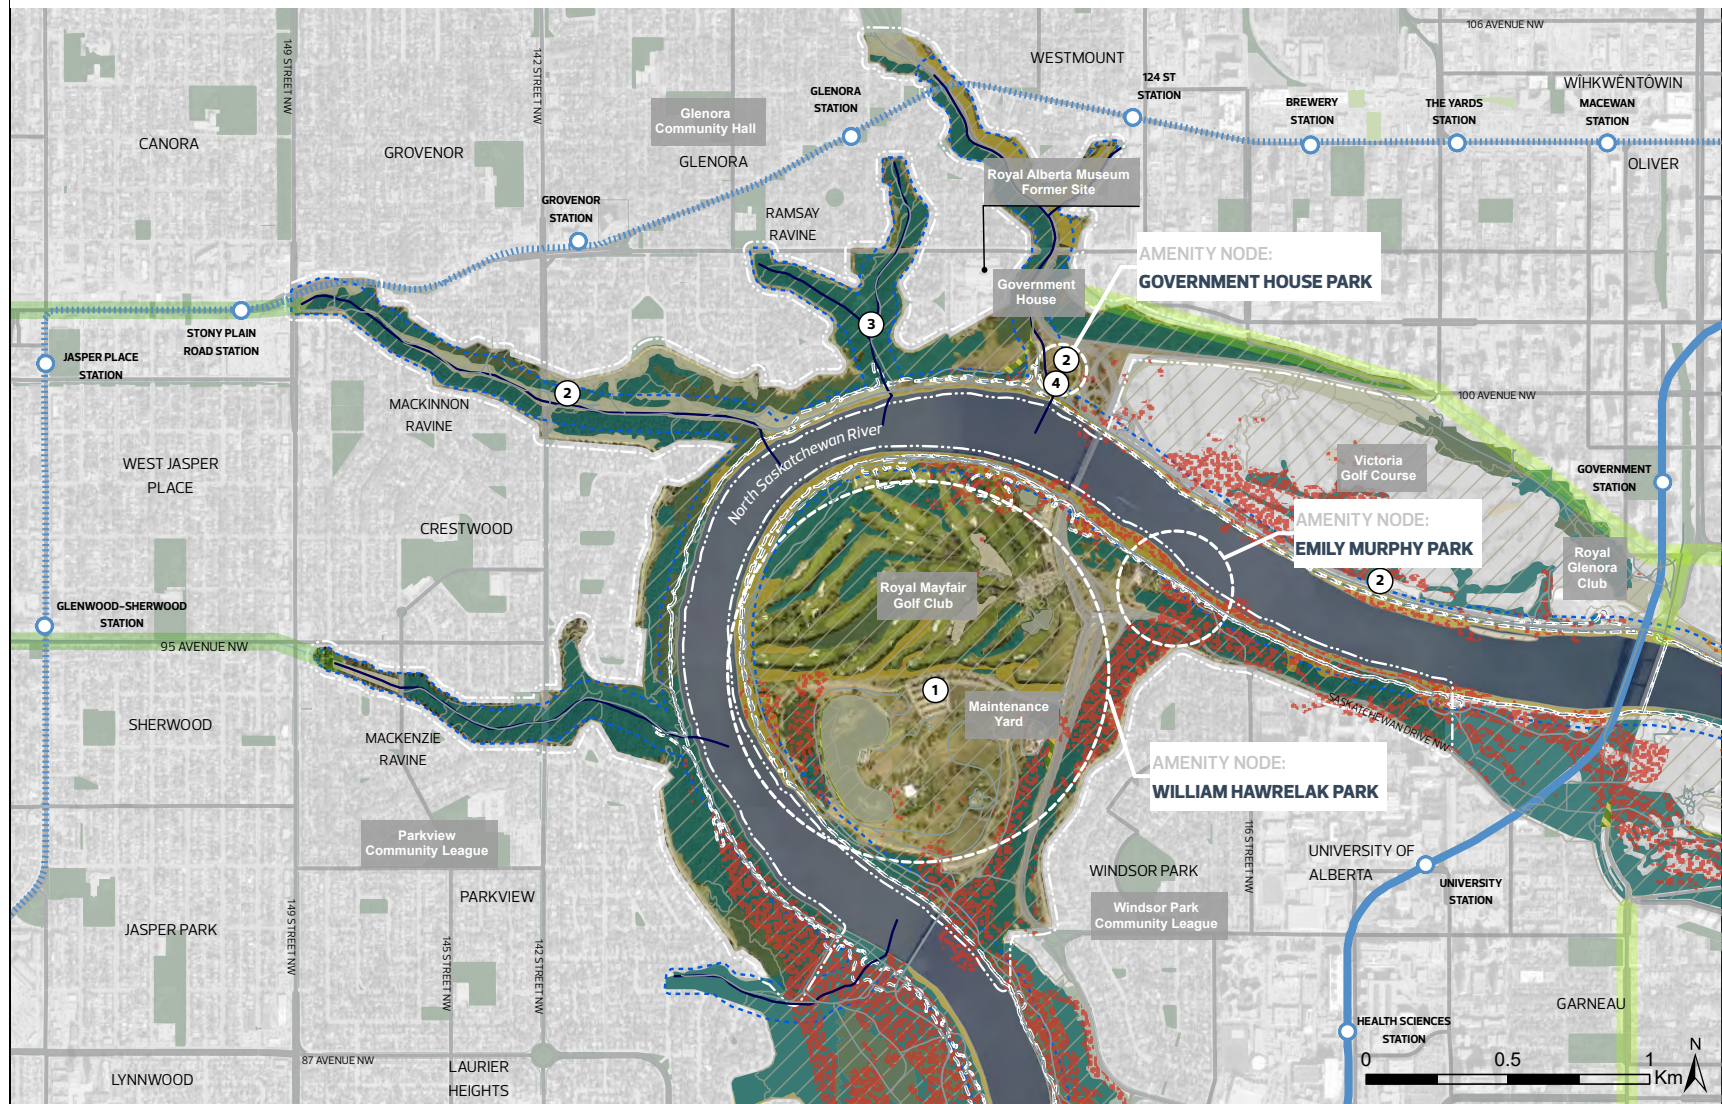 106 AVENUE NW
WESTMOUNT
WÎHKWÊNTÔWIN
149 STREET NW
142 STREET NW
GLENORA
STATION
124 ST
STATION
BREWERY
STATION
THE YARDS
STATION
MACEWAN
STATION
Glenora
Community Hall
CANORA
GROVENOR
GLENORA
OLIVER
Royal Alberta Museum
Former Site
GROVENOR
STATION
RAMSAY
RAVINE
AMENITY NODE:
GOVERNMENT HOUSE PARK
Government
House
STONY PLAIN
ROAD STATION
3
JASPER PLACE
STATION
2
4
2
MACKINNON
RAVINE
100 AVENUE NW
North Saskatchewan River
WEST JASPER
PLACE
Victoria
Golf Course
GOVERNMENT
STATION
CRESTWOOD
AMENITY NODE:
EMILY MURPHY PARK
Royal
Glenora
Club
2
Royal Mayfair
Golf Club
GLENWOOD-SHERWOOD
STATION
95 AVENUE NW
1
SHERWOOD
Maintenance
Yard
SASKATCHEWAN DRIVE NW
MACKENZIE
RAVINE
AMENITY NODE:
WILLIAM HAWRELAK PARK
Parkview
Community League
116 STREET NW
UNIVERSITY OF
ALBERTA
WINDSOR PARK
UNIVERSITY
STATION
PARKVIEW
Windsor Park
Community League
149 STREET NW
JASPER PARK
145 STREET NW
142 STREET NW
GARNEAU
HEALTH SCIENCES
STATION
87 AVENUE NW
LYNNWOOD
LAURIER
HEIGHTS
0 0.5 1
Km
N